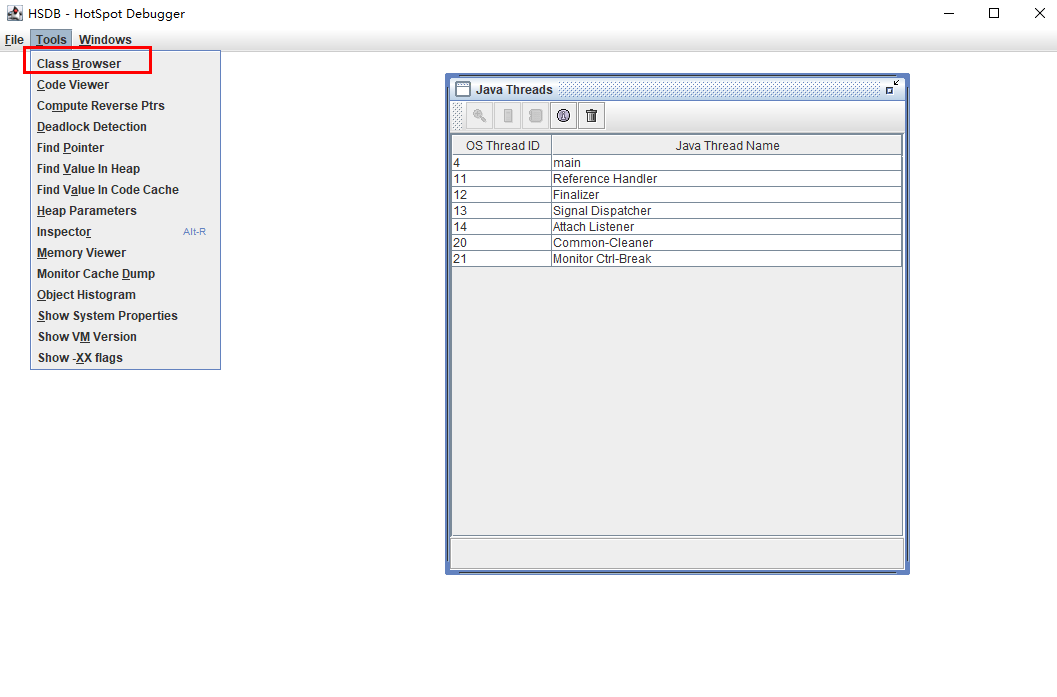 HSDB - HotSpot Debugger
File Tools Windows
Class Browser
Code Viewer
Compute Reverse Ptrs
Deadlock Detection
Find Pointer
Find Value In Heap
Find Value In Code Cache
Heap Parameters
Inspector Alt-R
Memory Viewer
Monitor Cache Dump
Object Histogram
Show System Properties
Show VM Version
Show -XX flags
Java Threads
OS Thread ID Java Thread Name
4 main
11 Reference Handler
12 Finalizer
13 Signal Dispatcher
14 Attach Listener
20 Common-Cleaner
21 Monitor Ctrl-Break